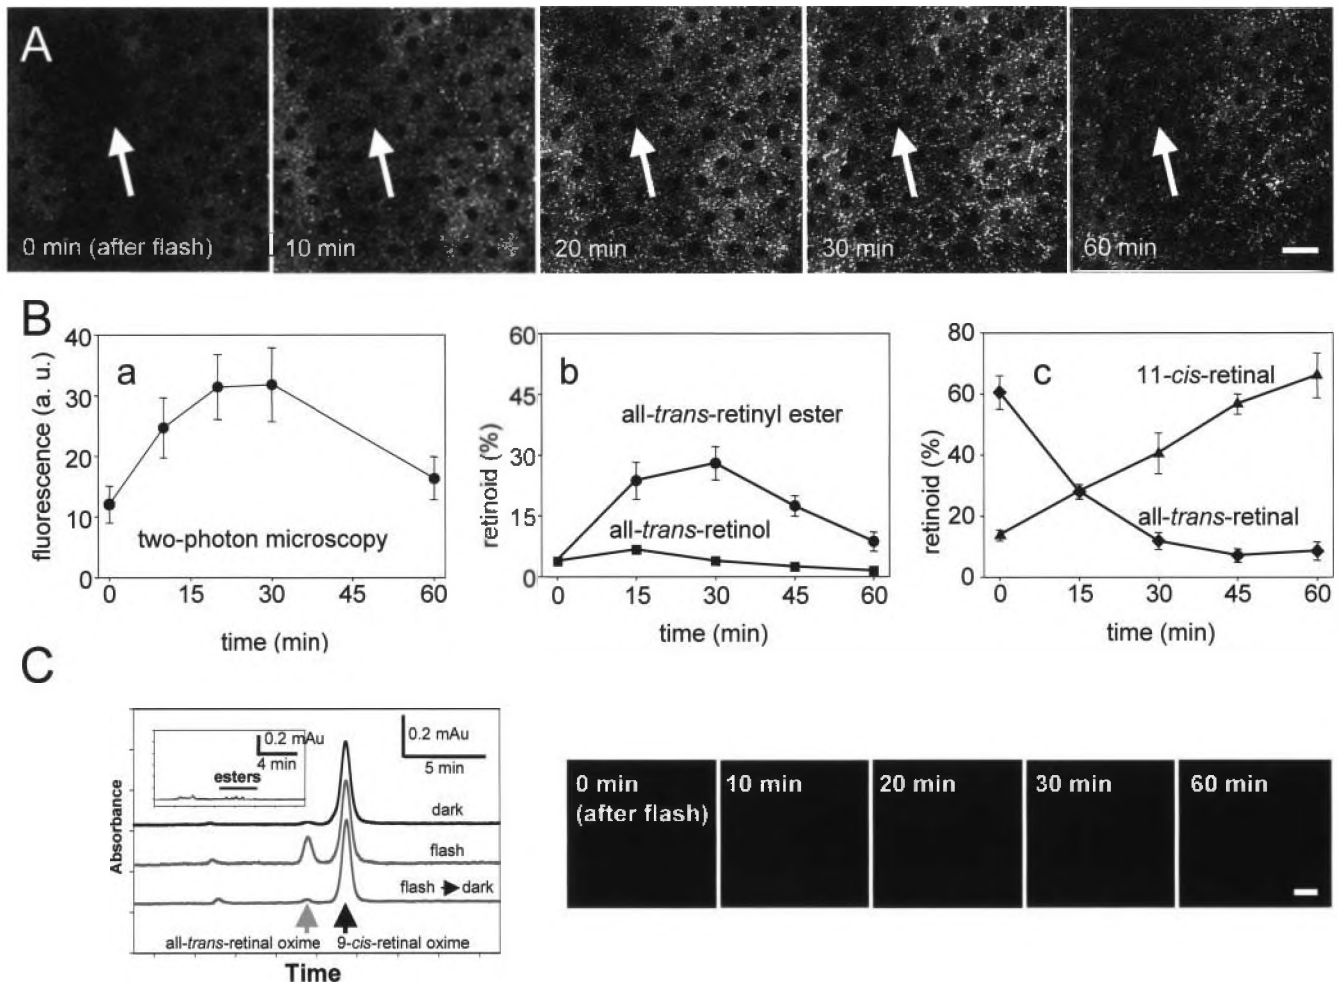 A
0 min (after flash)
10 min
20 min
30 min
60 min
B
40
30
20
10
0
fluorescence (a. u.)
a
two-photon microscopy
0 15 30 45 60
time (min)
60
45
30
15
0
retinoid (%)
b
all-trans-retinyl ester
all-trans-retinol
0 15 30 45 60
time (min)
80
60
40
20
0
retinoid (%)
c
11-cis-retinal
all-trans-retinal
0 15 30 45 60
time (min)
C
Absorbance
0.2 mAu
4 min
esters
0.2 mAu
5 min
dark
flash
flash dark
all-trans-retinal oxime
9-cis-retinal oxime
Time
0 min
(after flash)
10 min
20 min
30 min
60 min